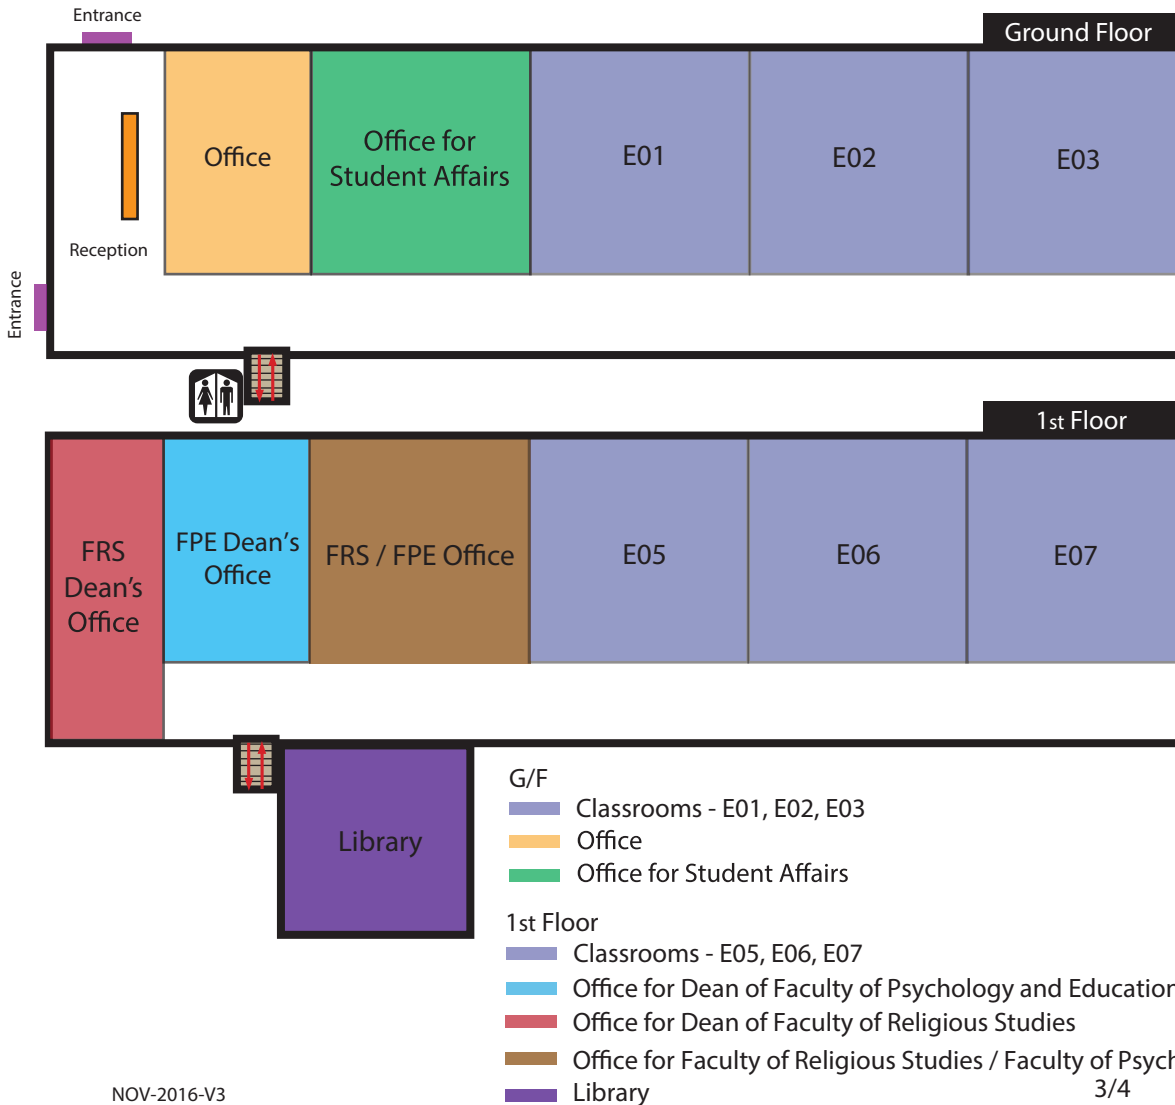 Entrance
Ground Floor
Office
Office for
Student Affairs
E01
E02
E03
Reception
Entrance
1st Floor
FRS
Dean's
Office
FPE Dean's
Office
FRS / FPE Office
E05
E06
E07
Library
G/F
Classrooms - E01, E02, E03
Office
Office for Student Affairs
1st Floor
Classrooms - E05, E06, E07
Office for Dean of Faculty of Psychology and Education
Office for Dean of Faculty of Religious Studies
Office for Faculty of Religious Studies / Faculty of Psych
Library
NOV-2016-V3
3/4